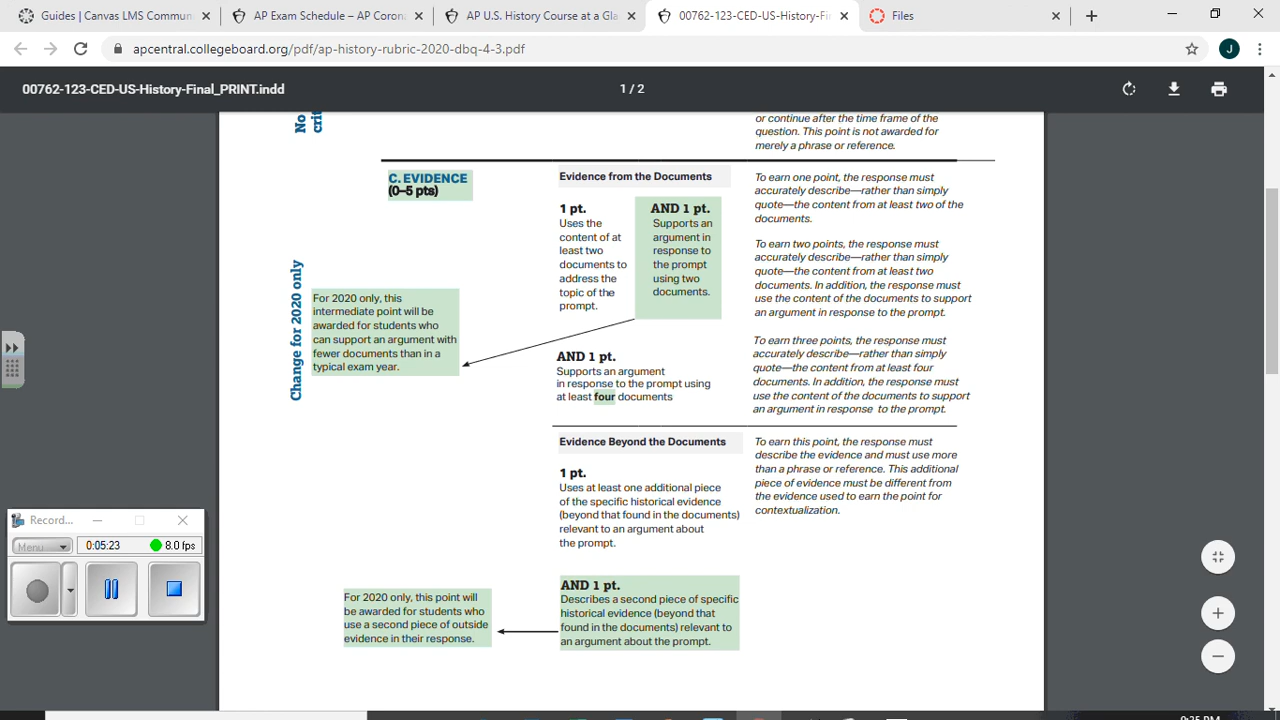 Guides | Canvas LMS Commun
AP Exam Schedule – AP Corona
AP U.S. History Course at a Gla
00762-123-CED-US-History-Fin
Files
apcentral.collegeboard.org/pdf/ap-history-rubric-2020-dbq-4-3.pdf
J
00762-123-CED-US-History-Final_PRINT.indd
1 / 2
No
crit
or continue after the time frame of the
question. This point is not awarded for
merely a phrase or reference.
C. EVIDENCE
(0–5 pts)
Evidence from the Documents
1 pt.
Uses the
content of at
least two
documents to
address the
topic of the
prompt.
AND 1 pt.
Supports an
argument in
response to
the prompt
using two
documents.
To earn one point, the response must
accurately describe—rather than simply
quote—the content from at least two of the
documents.
To earn two points, the response must
accurately describe—rather than simply
quote—the content from at least two
documents. In addition, the response must
use the content of the documents to support
an argument in response to the prompt.
Change for 2020 only
For 2020 only, this
intermediate point will be
awarded for students who
can support an argument with
fewer documents than in a
typical exam year.
AND 1 pt.
Supports an argument
in response to the prompt using
at least four documents
To earn three points, the response must
accurately describe—rather than simply
quote—the content from at least four
documents. In addition, the response must
use the content of the documents to support
an argument in response to the prompt.
Evidence Beyond the Documents
1 pt.
Uses at least one additional piece
of the specific historical evidence
(beyond that found in the documents)
relevant to an argument about
the prompt.
To earn this point, the response must
describe the evidence and must use more
than a phrase or reference. This additional
piece of evidence must be different from
the evidence used to earn the point for
contextualization.
Record...
Menu
0:05:23
8.0 fps
For 2020 only, this point will
be awarded for students who
use a second piece of outside
evidence in their response.
AND 1 pt.
Describes a second piece of specific
historical evidence (beyond that
found in the documents) relevant to
an argument about the prompt.
9:25 PM